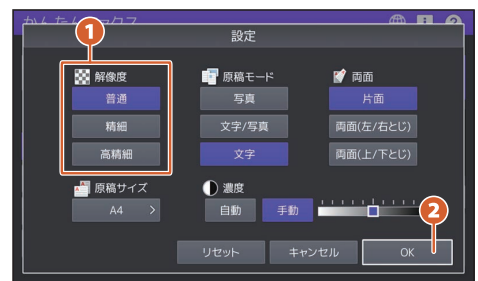 かんたんファクス
設定
1
解像度
原稿モード
両面
普通
写真
片面
精細
文字/写真
両面(左/右とじ)
高精細
文字
両面(上/下とじ)
原稿サイズ
濃度
A4 >
自動
手動
2
リセット
キャンセル
OK